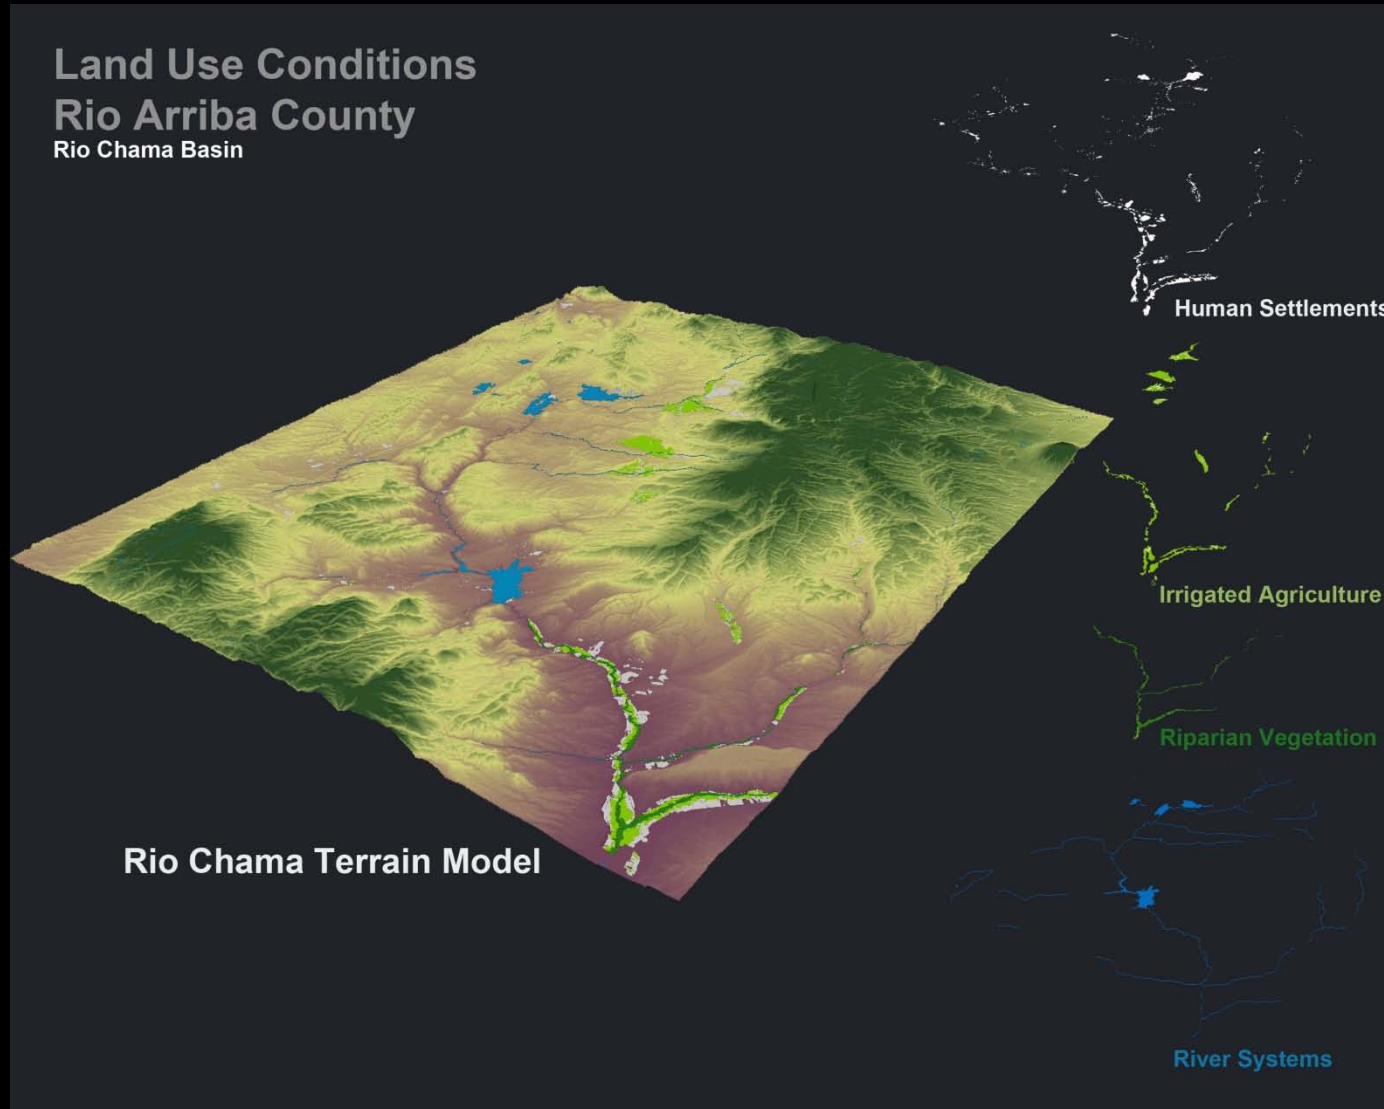 Land Use Conditions
Rio Arriba County
Rio Chama Basin
Human Settlements
Irrigated Agriculture
Riparian Vegetation
Rio Chama Terrain Model
River Systems